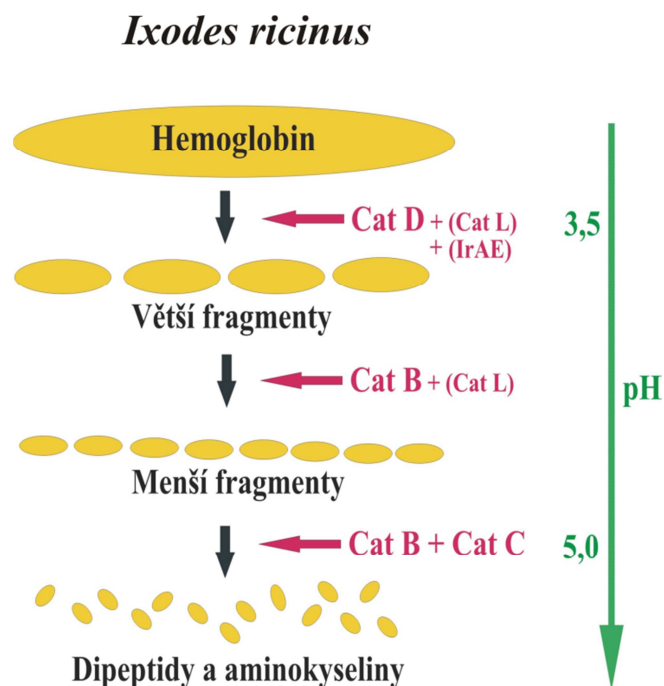 Ixodes ricinus
Hemoglobin
Cat D + (Cat L)
+ (IrAE)
3,5
Větší fragmenty
Cat B + (Cat L)
pH
Menší fragmenty
Cat B + Cat C
5,0
Dipeptidy a aminokyseliny